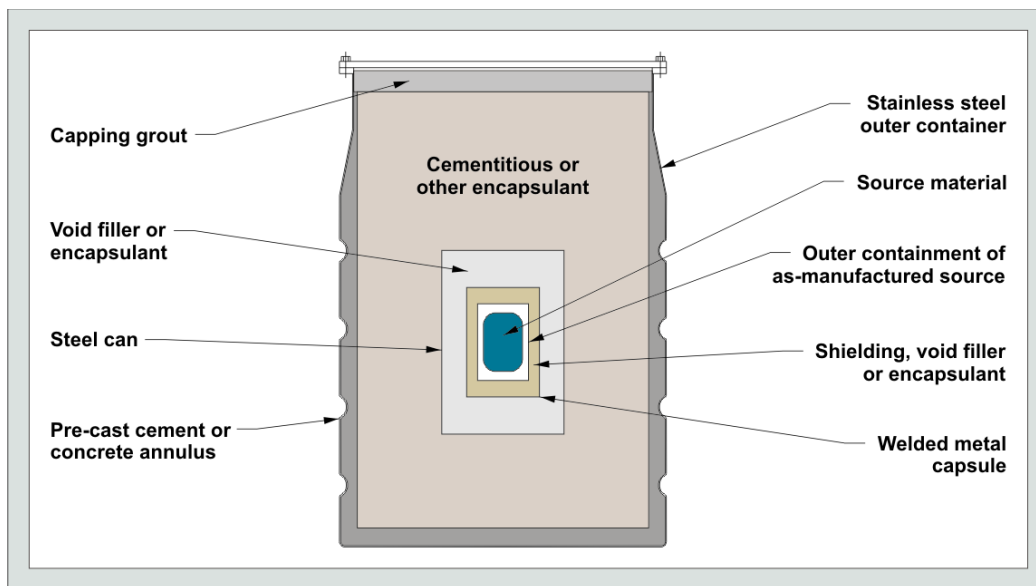 Capping grout
Void filler or
encapsulant
Steel can
Pre-cast cement or
concrete annulus
Cementitious or
other encapsulant
Stainless steel
outer container
Source material
Outer containment of
as-manufactured source
Shielding, void filler
or encapsulant
Welded metal
capsule